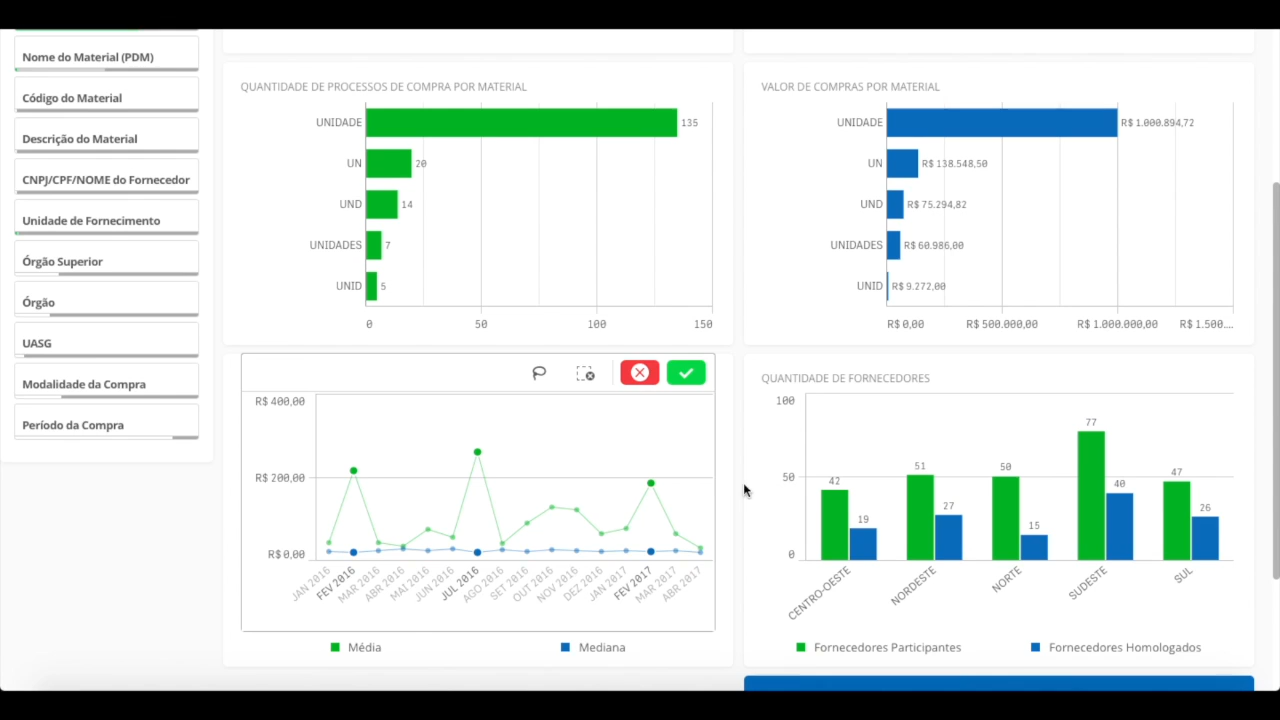 Nome do Material (PDM)
Código do Material
Descrição do Material
CNPJ/CPF/NOME do Fornecedor
Unidade de Fornecimento
Órgão Superior
Órgão
UASG
Modalidade da Compra
Período da Compra
QUANTIDADE DE PROCESSOS DE COMPRA POR MATERIAL
UNIDADE 135
UN 20
UND 14
UNIDADES 7
UNID 5
0 50 100 150
VALOR DE COMPRAS POR MATERIAL
UNIDADE R$ 1.000.894,72
UN R$ 138.548,50
UND R$ 75.294,82
UNIDADES R$ 60.986,00
UNID R$ 9.272,00
R$ 0,00 R$ 500.000,00 R$ 1.000.000,00 R$ 1.500...
R$ 400,00
R$ 200,00
R$ 0,00
JAN 2016 FEV 2016 MAR 2016 ABR 2016 MAI 2016 JUN 2016 JUL 2016 AGO 2016 SET 2016 OUT 2016 NOV 2016 DEZ 2016 JAN 2017 FEV 2017 MAR 2017 ABR 2017
Média Mediana
QUANTIDADE DE FORNECEDORES
100
50
0
42 19 51 27 50 15 77 40 47 26
CENTRO-OESTE NORDESTE NORTE SUDESTE SUL
Fornecedores Participantes Fornecedores Homologados